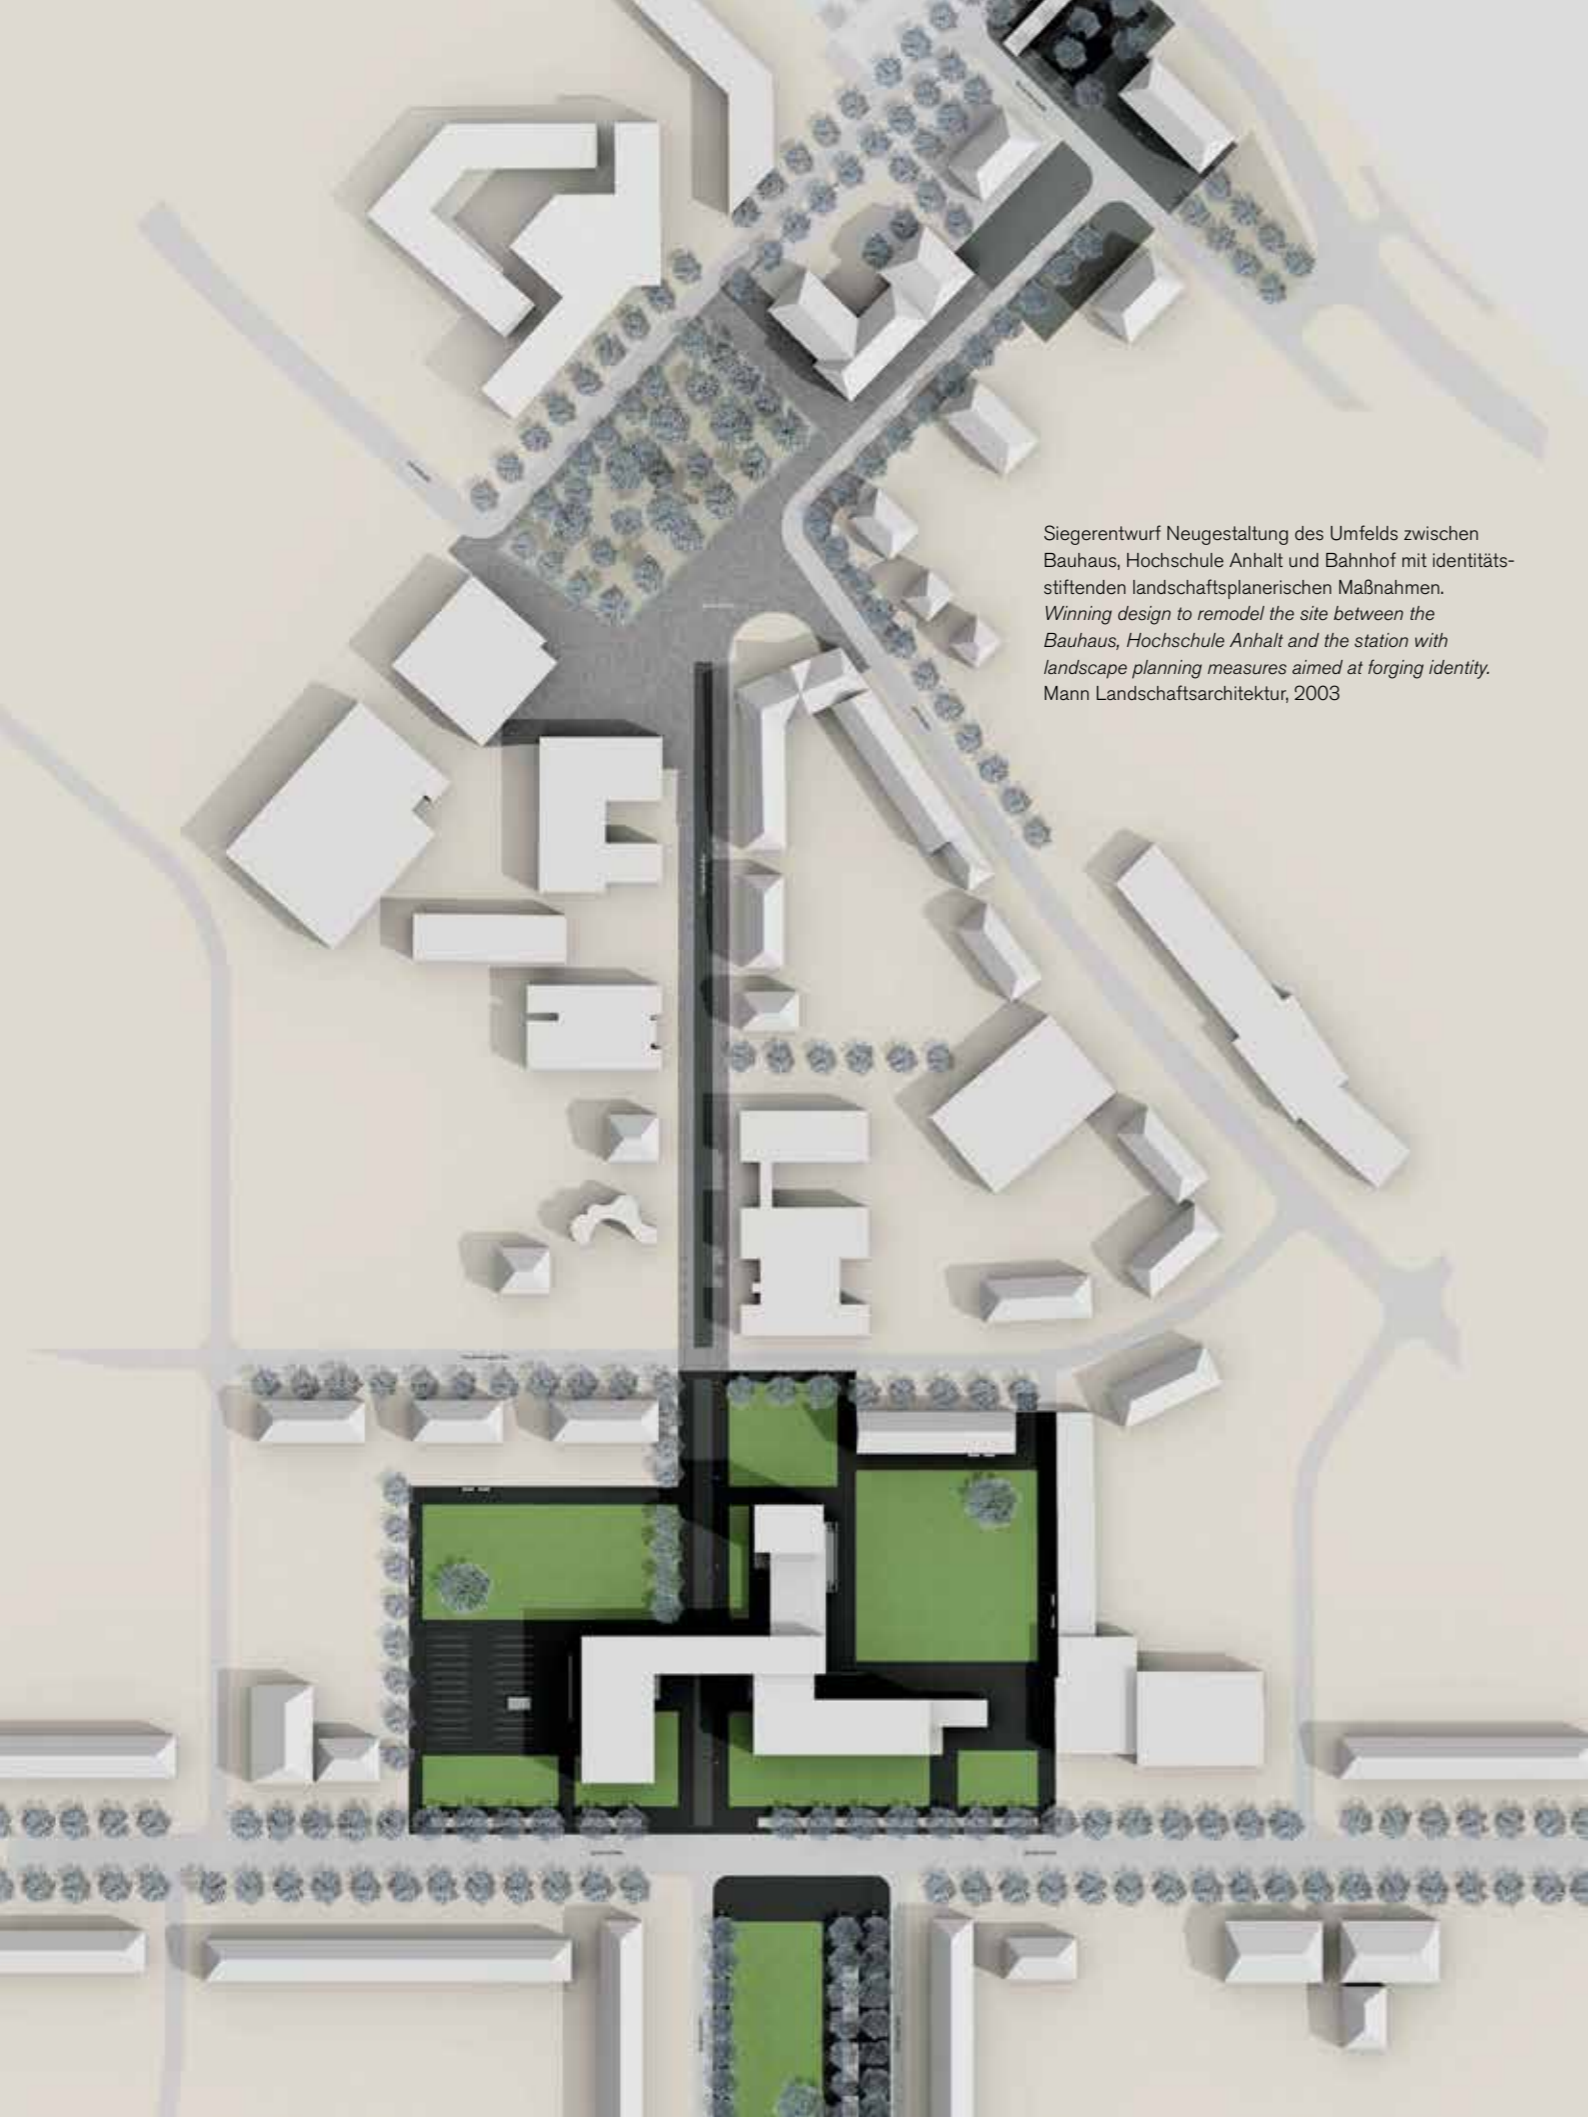 Siegerentwurf Neugestaltung des Umfelds zwischen
Bauhaus, Hochschule Anhalt und Bahnhof mit identitäts-
stiftenden landschaftsplanerischen Maßnahmen.
Winning design to remodel the site between the
Bauhaus, Hochschule Anhalt and the station with
landscape planning measures aimed at forging identity.
Mann Landschaftsarchitektur, 2003